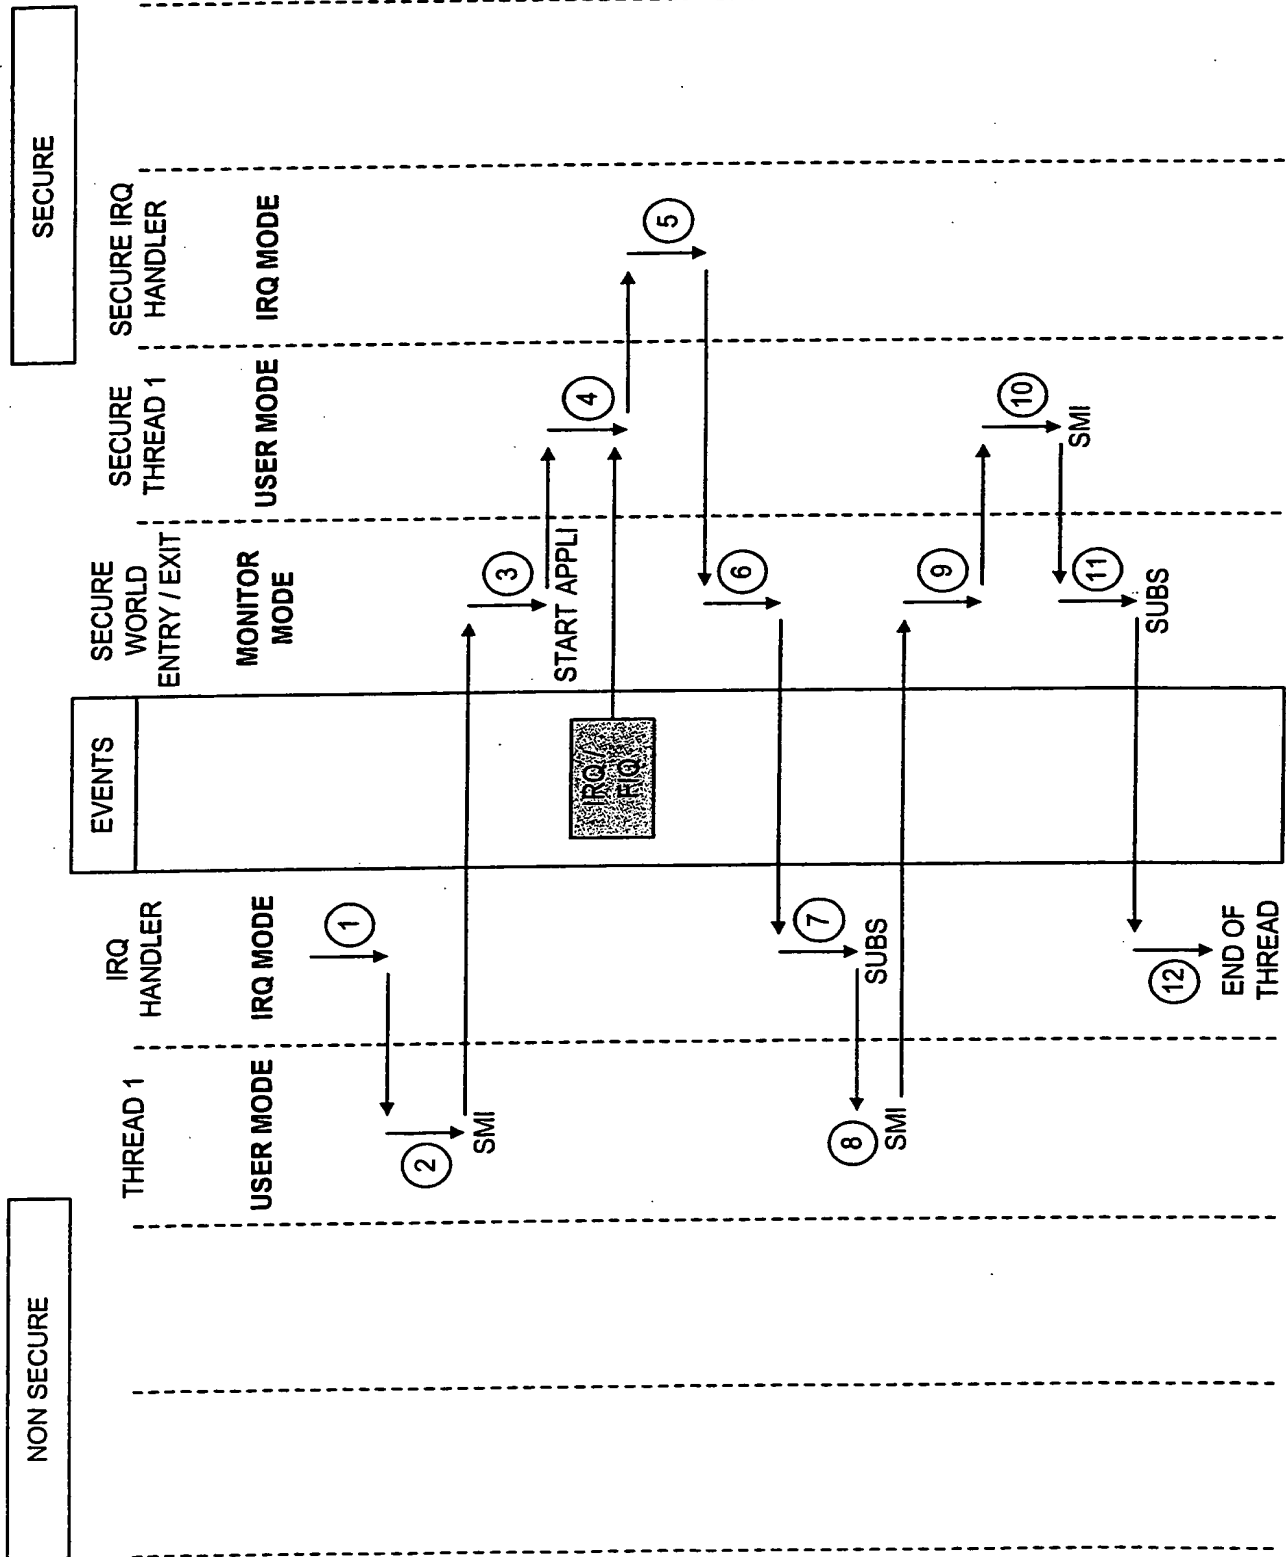 NON SECURE
SECURE
THREAD 1
USER MODE
IRQ
HANDLER
IRQ MODE
EVENTS
SECURE
WORLD
ENTRY / EXIT
MONITOR
MODE
SECURE
THREAD 1
USER MODE
SECURE IRQ
HANDLER
IRQ MODE
1
2
SMI
3
START APPLI
4
IRQ/
FIQ
5
6
7
SUBS
8
SMI
9
10
SMI
11
SUBS
12
END OF
THREAD